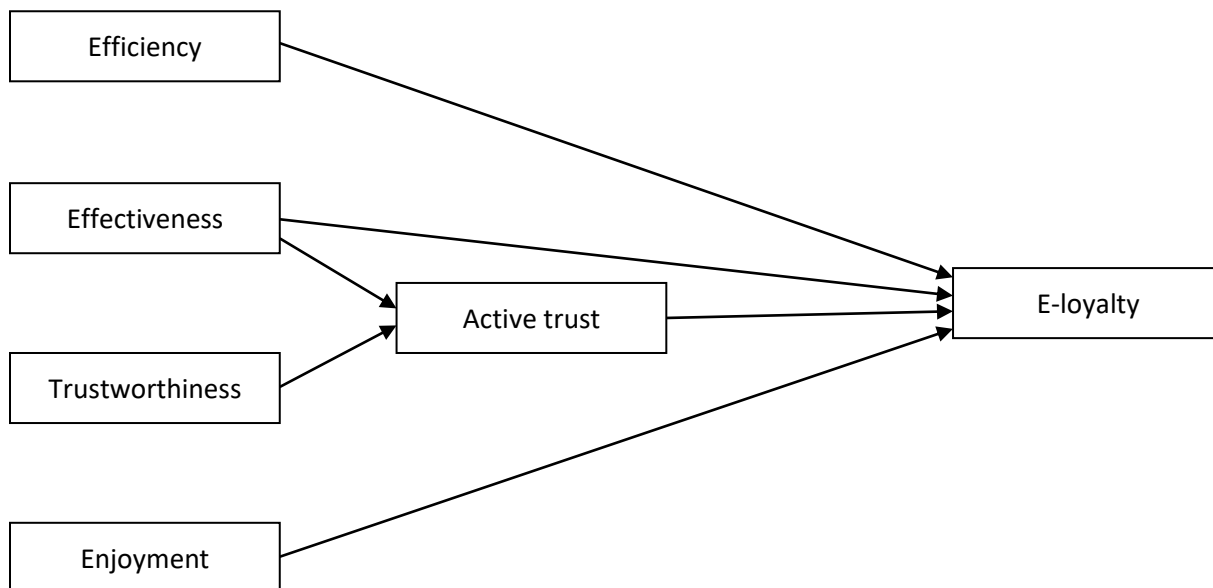 Efficiency
Effectiveness
Active trust
E-loyalty
Trustworthiness
Enjoyment